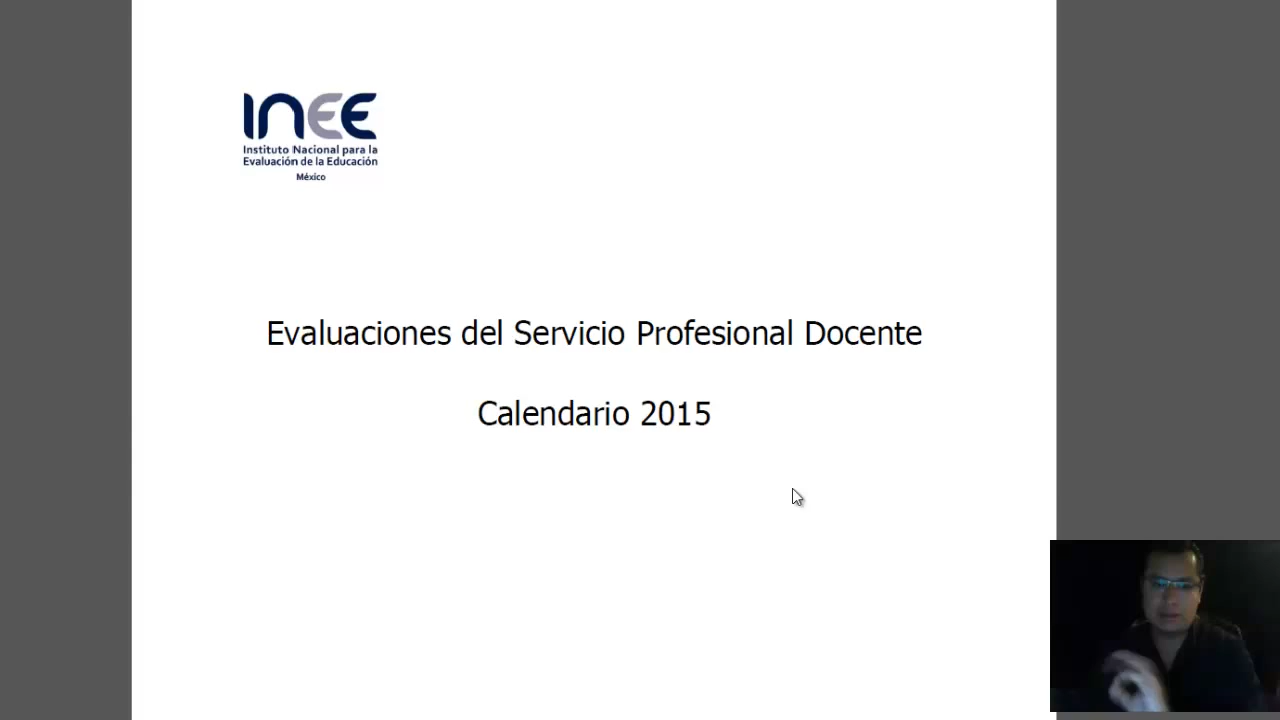 INEE
Instituto Nacional para la
Evaluación de la Educación
México
Evaluaciones del Servicio Profesional Docente
Calendario 2015